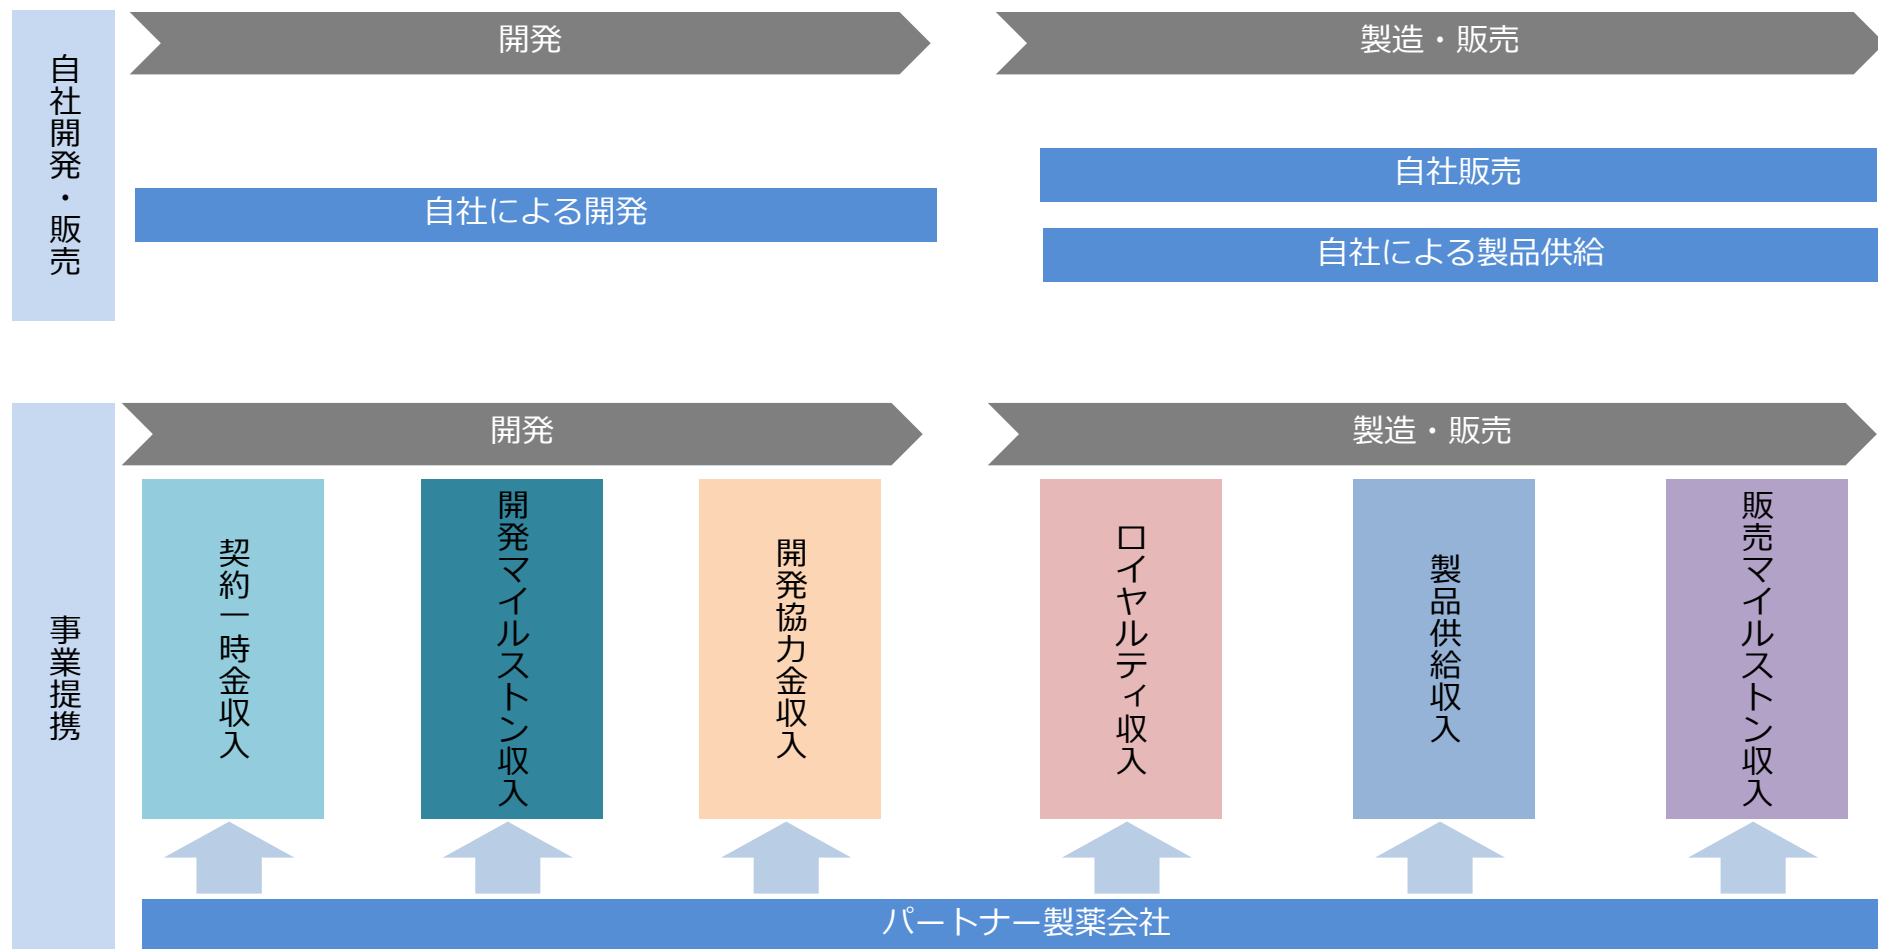 自社開発・販売
開発
製造・販売
自社による開発
自社販売
自社による製品供給
事業提携
開発
製造・販売
契約一時金収入
開発マイルストン収入
開発協力金収入
ロイヤルティ収入
製品供給収入
販売マイルストン収入
パートナー製薬会社